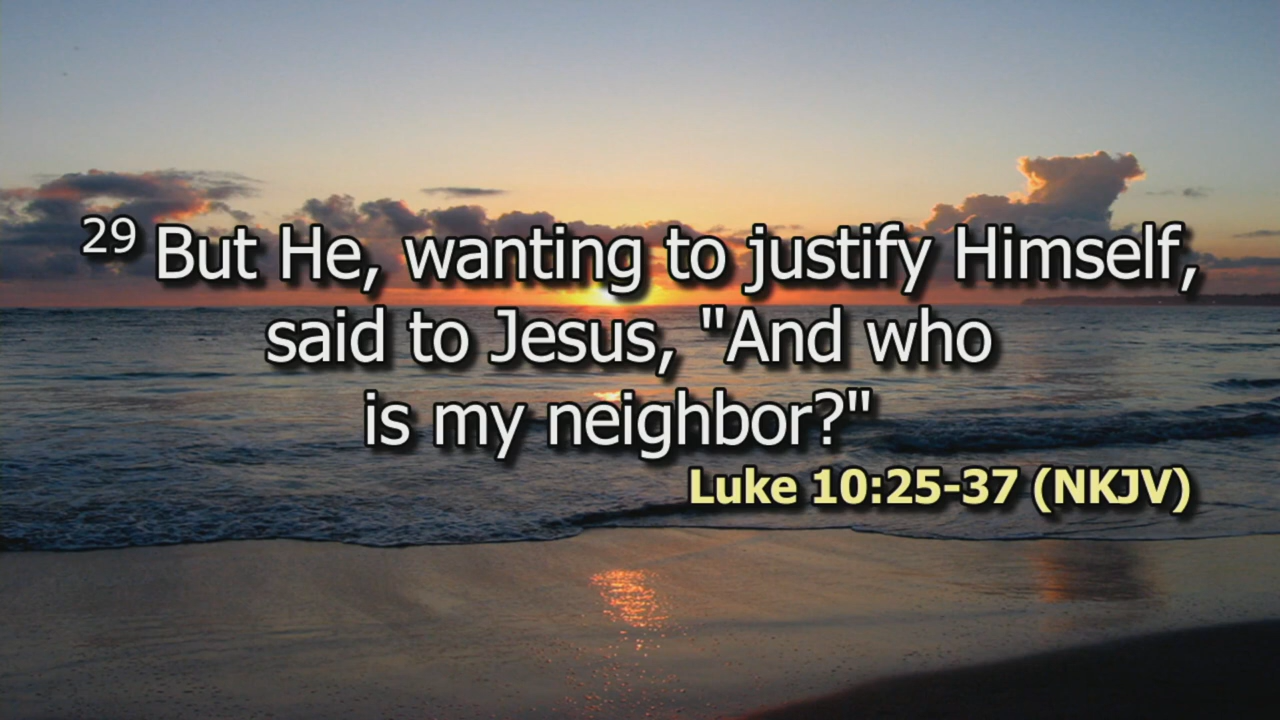 29 But He, wanting to justify Himself,
said to Jesus, "And who
is my neighbor?"
Luke 10:25-37 (NKJV)